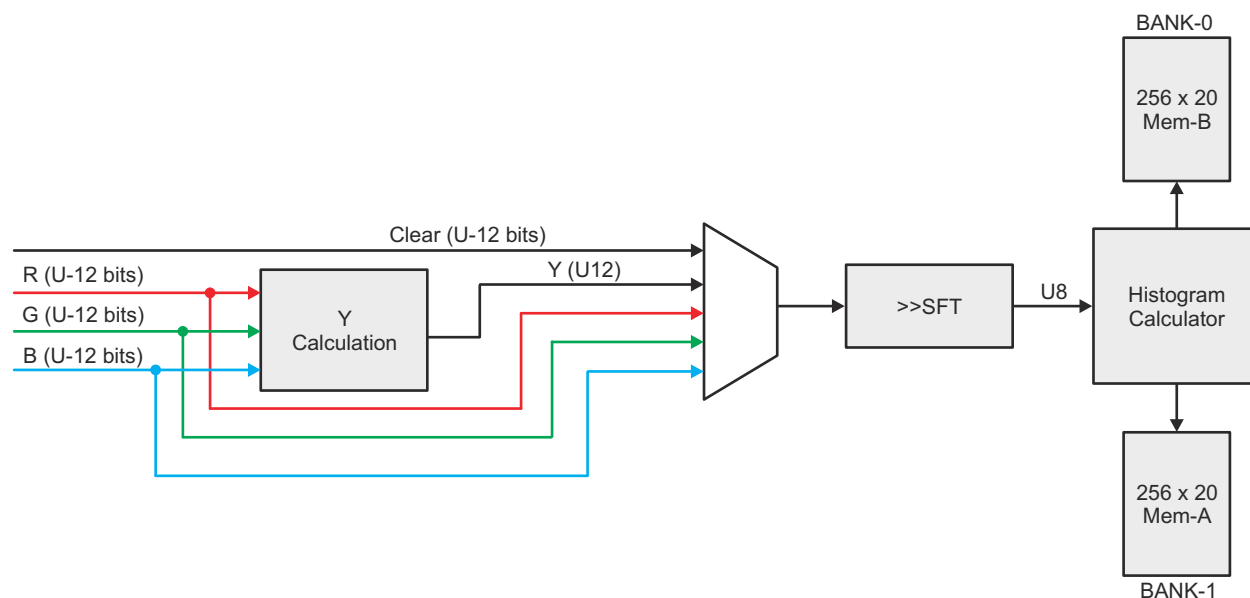 BANK-0
256 x 20
Mem-B
Clear (U-12 bits)
R (U-12 bits)
Y (U12)
G (U-12 bits)
B (U-12 bits)
Y
Calculation
>>SFT
U8
Histogram
Calculator
256 x 20
Mem-A
BANK-1